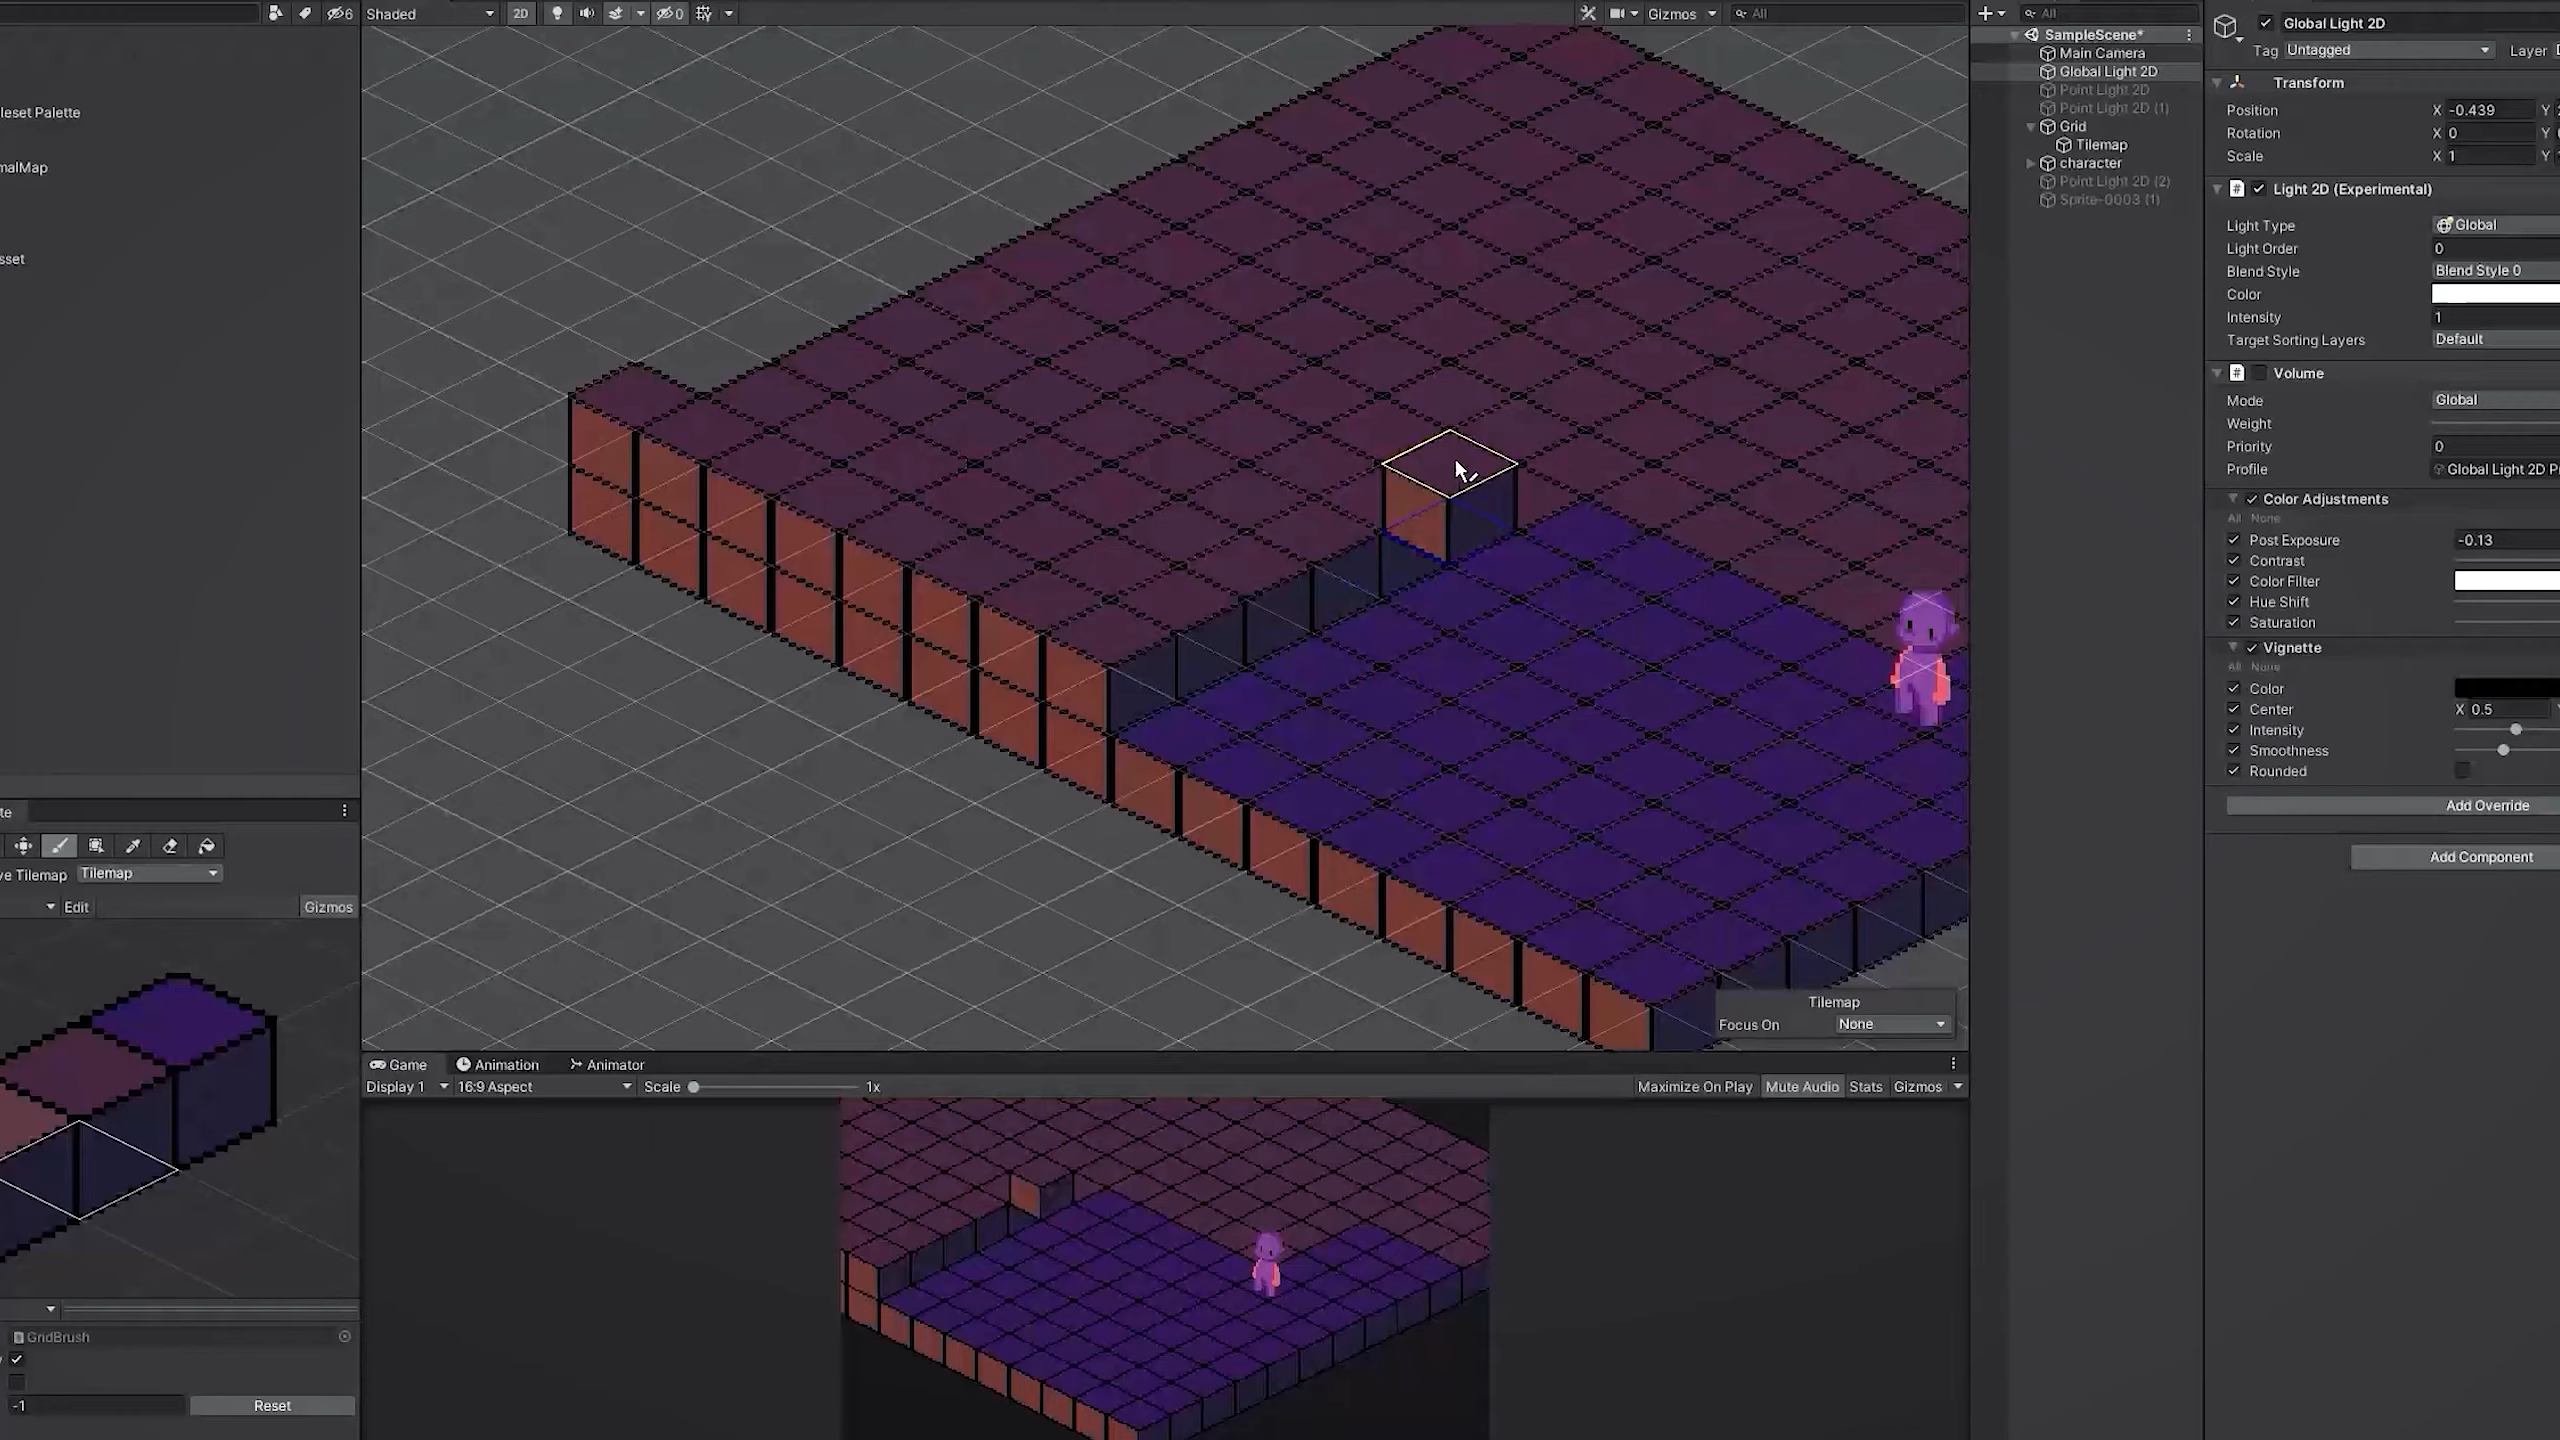 6
Shaded
2D
0
Gizmos
All
All
Global Light 2D
Tag Untagged Layer
SampleScene*
Main Camera
Global Light 2D
Point Light 2D
Point Light 2D (1)
Grid
Tilemap
character
Point Light 2D (2)
Sprite-0003 (1)
Transform
Position X -0.439 Y
Rotation X 0 Y
Scale X 1 Y
# Light 2D (Experimental)
Light Type Global
Light Order 0
Blend Style Blend Style 0
Color
Intensity 1
Target Sorting Layers Default
# Volume
Mode Global
Weight
Priority 0
Profile Global Light 2D P
Color Adjustments
All None
Post Exposure -0.13
Contrast
Color Filter
Hue Shift
Saturation
Vignette
All None
Color
Center X 0.5
Intensity
Smoothness
Rounded
Add Override
Add Component
leset Palette
malMap
sset
te
ve Tilemap Tilemap
Edit
Gizmos
GridBrush
-1
Reset
Tilemap
Focus On None
Game Animation Animator
Display 1 16:9 Aspect Scale 1x Maximize On Play Mute Audio Stats Gizmos